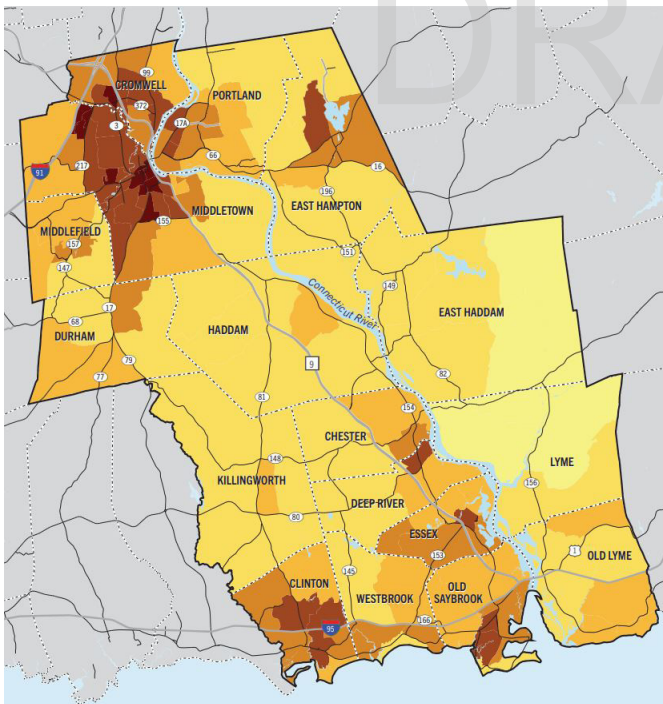 DRA
99
CROMWELL
372
PORTLAND
3
17A
66
217
91
16
196
MIDDLETOWN
EAST HAMPTON
155
MIDDLEFIELD
157
151
147
Connecticut River
149
17
68
EAST HADDAM
HADDAM
DURHAM
9
79
82
77
81
154
CHESTER
148
LYME
KILLINGWORTH
156
DEEP RIVER
80
ESSEX
1
153
OLD LYME
145
CLINTON
OLD
SAYBROOK
WESTBROOK
166
95